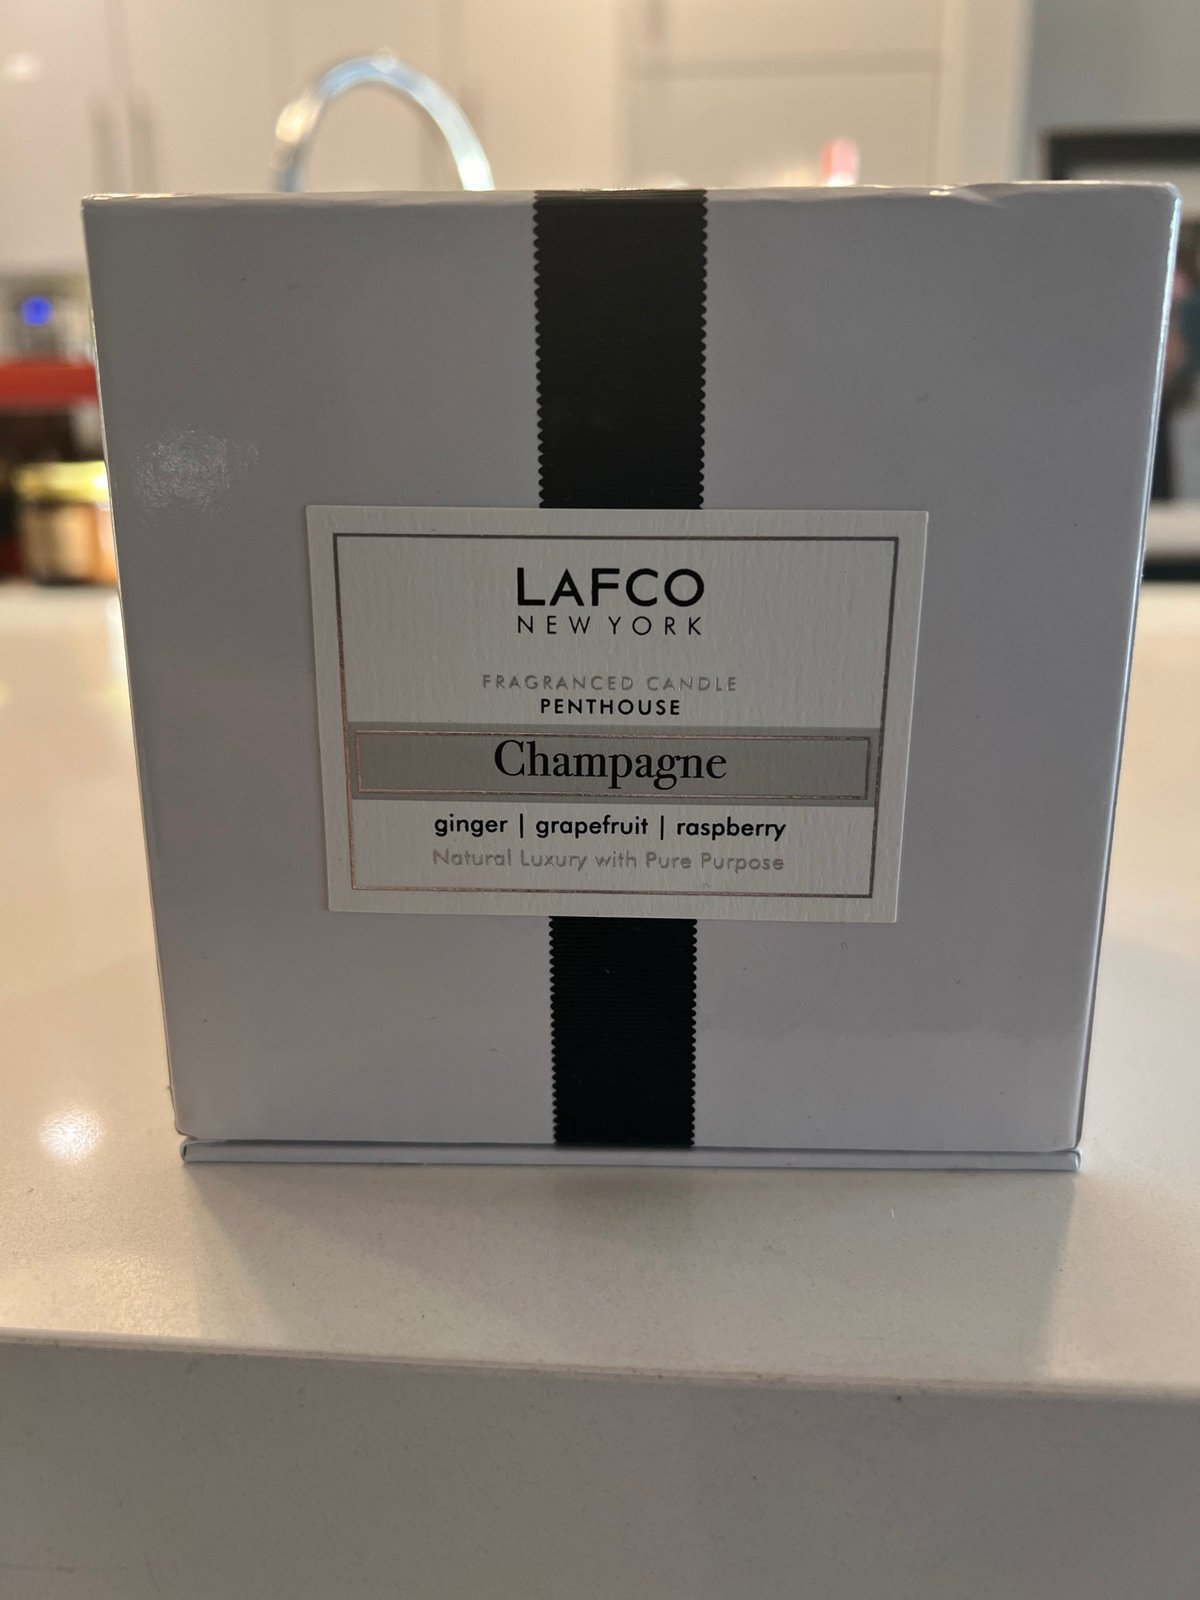 LAFCO
NEW YORK
FRAGRANCED CANDLE
PENTHOUSE
Champagne
ginger | grapefruit | raspberry
Natural Luxury with Pure Purpose